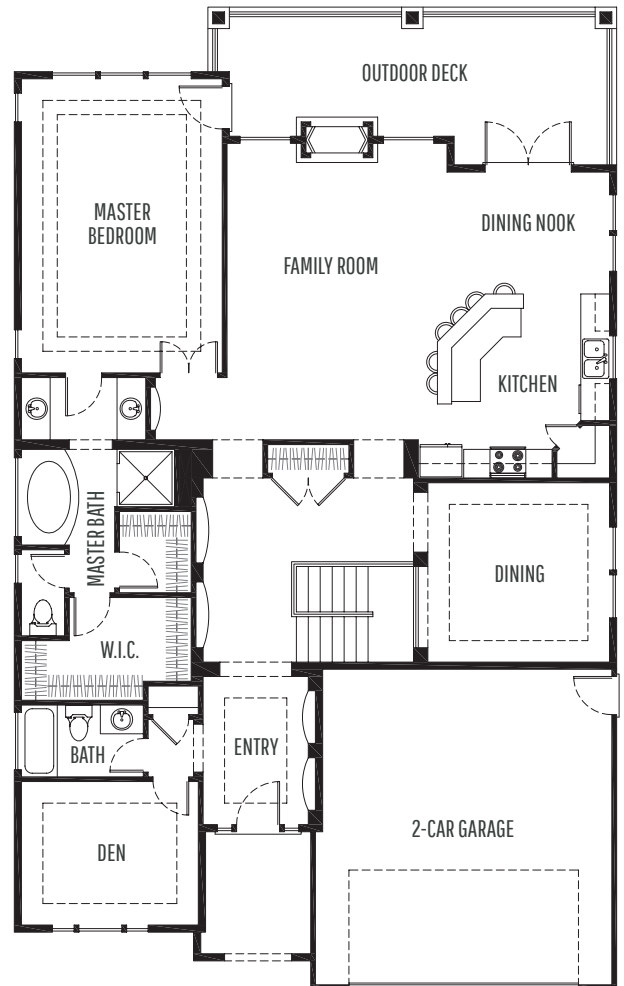 OUTDOOR DECK
MASTER
BEDROOM
DINING NOOK
FAMILY ROOM
KITCHEN
MASTER BATH
DINING
W.I.C.
ENTRY
BATH
2-CAR GARAGE
DEN